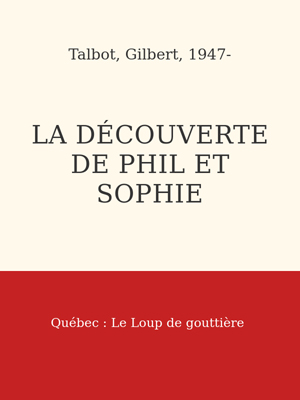 Talbot, Gilbert, 1947-
LA DÉCOUVERTE
DE PHIL ET
SOPHIE
Québec : Le Loup de gouttière